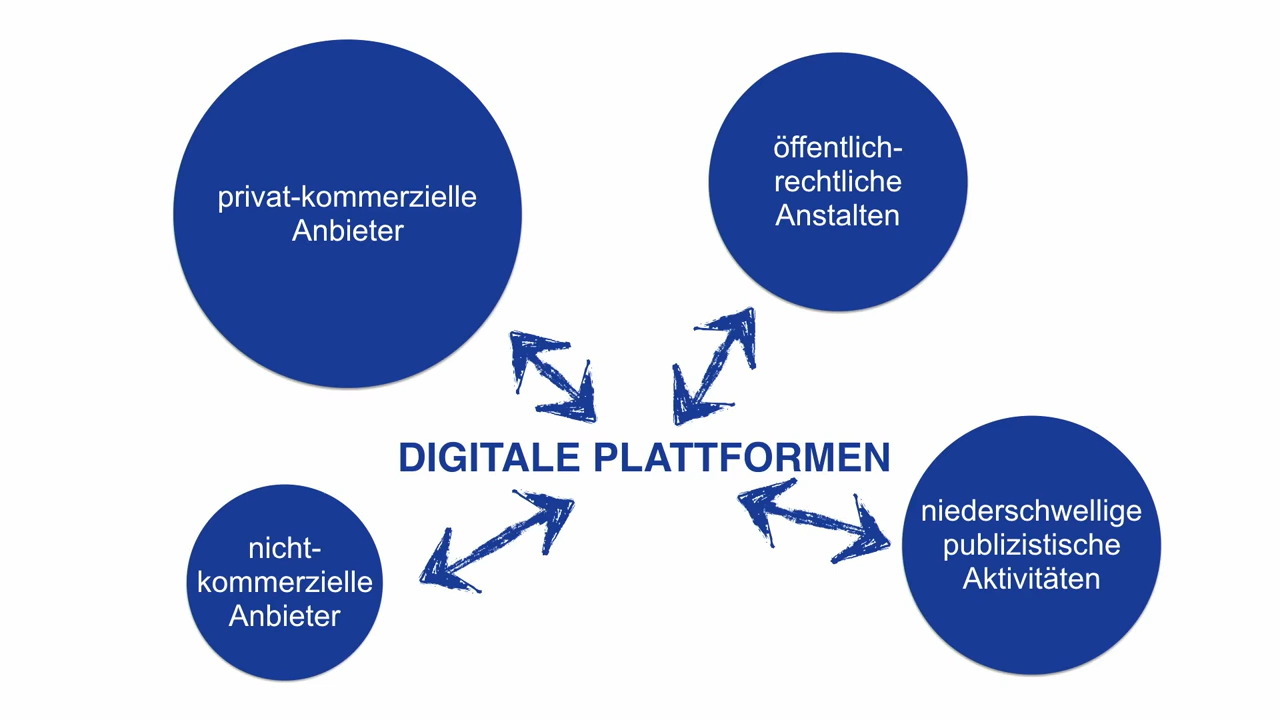 privat-kommerzielle
Anbieter
öffentlich-
rechtliche
Anstalten
DIGITALE PLATTFORMEN
nicht-
kommerzielle
Anbieter
niederschwellige
publizistische
Aktivitäten